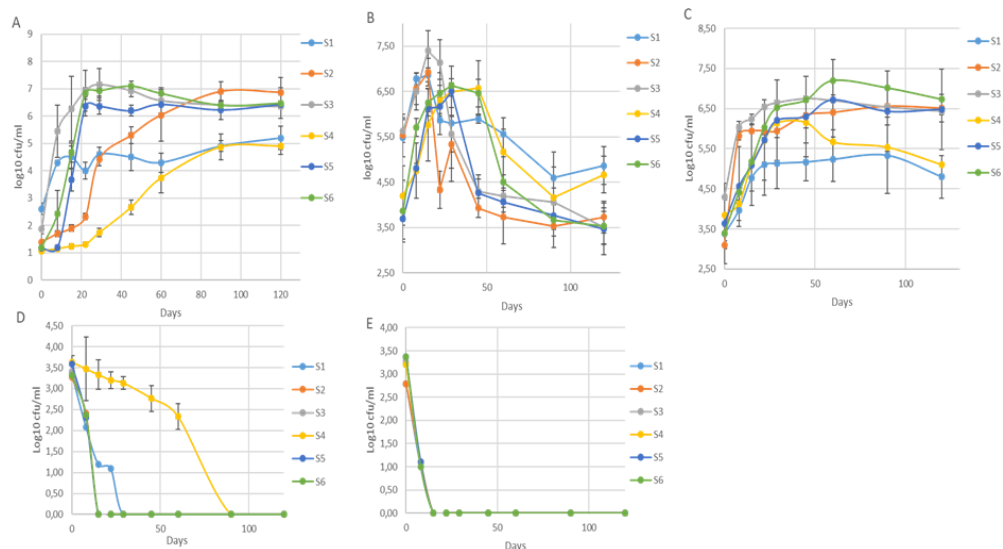 A
log10 cfu/ml
9
8
7
6
5
4
3
2
1
0
0 20 40 60 80 100 120
Days
S1
S2
S3
S4
S5
S6
B
log10 cfu/ml
7,50
6,50
5,50
4,50
3,50
2,50
0 50 100
Days
S1
S2
S3
S4
S5
S6
C
log10 cfu/ml
8,50
7,50
6,50
5,50
4,50
3,50
2,50
0 50 100
Days
S1
S2
S3
S4
S5
S6
D
Log10 cfu/ml
4,50
4,00
3,50
3,00
2,50
2,00
1,50
1,00
0,50
0,00
0 50 100
Days
S1
S2
S3
S4
S5
S6
E
Log10 cfu/ml
4,00
3,50
3,00
2,50
2,00
1,50
1,00
0,50
0,00
0 50 100
Days
S1
S2
S3
S4
S5
S6